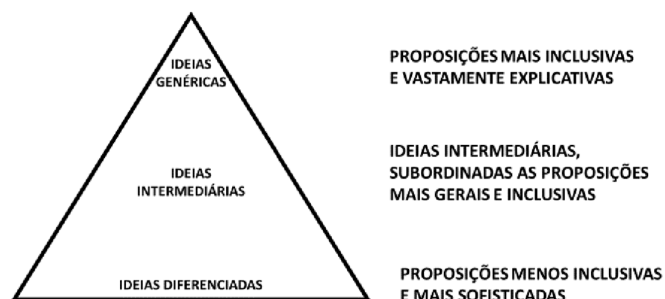 IDEIAS
GENÉRICAS
PROPOSIÇÕES MAIS INCLUSIVAS
E VASTAMENTE EXPLICATIVAS
IDEIAS
INTERMEDIÁRIAS
IDEIAS INTERMEDIÁRIAS,
SUBORDINADAS AS PROPOSIÇÕES
MAIS GERAIS E INCLUSIVAS
IDEIAS DIFERENCIADAS
PROPOSIÇÕES MENOS INCLUSIVAS
E MAIS SOFISTICADAS